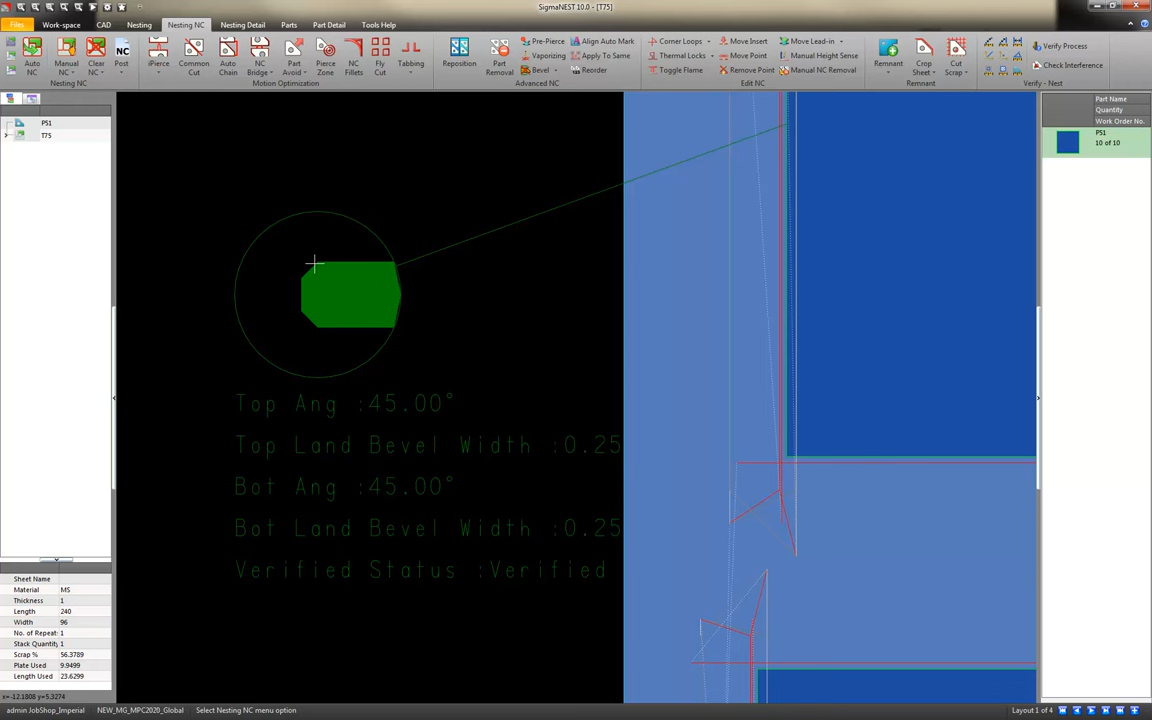 SigmaNEST 10.0 - [T75]
Files Work-space CAD Nesting Nesting NC Nesting Detail Parts Part Detail Tools Help
Auto NC
Manual NC
Clear NC
Post
Nesting NC
iPierce
Common Cut
Auto Chain
NC Bridge
Part Avoid
Pierce Zone
NC Fillets
Fly Cut
Tabbing
Motion Optimization
Reposition
Part Removal
Pre-Pierce
Vaporizing
Bevel
Align Auto Mark
Apply To Same
Reorder
Advanced NC
Corner Loops
Thermal Locks
Toggle Flame
Move Insert
Move Point
Remove Point
Move Lead-in
Manual Height Sense
Manual NC Removal
Edit NC
Remnant
Crop Sheet
Cut Scrap
Remnant
Verify Process
Check Interference
Verify - Nest
P51
T75
Part Name
Quantity
Work Order No.
P51
10 of 10
Top Ang :45.00°
Top Land Bevel Width :0.25
Bot Ang :45.00°
Bot Land Bevel Width :0.25
Verified Status :Verified
Sheet Name
Material MS
Thickness 1
Length 240
Width 96
No. of Repeat: 1
Stack Quantity 1
Scrap % 56.3789
Plate Used 9.9499
Length Used 23.6299
x=-12.1808 y=5.3274
admin JobShop_Imperial NEW_MG_MPC2020_Global Select Nesting NC menu option Layout 1 of 4